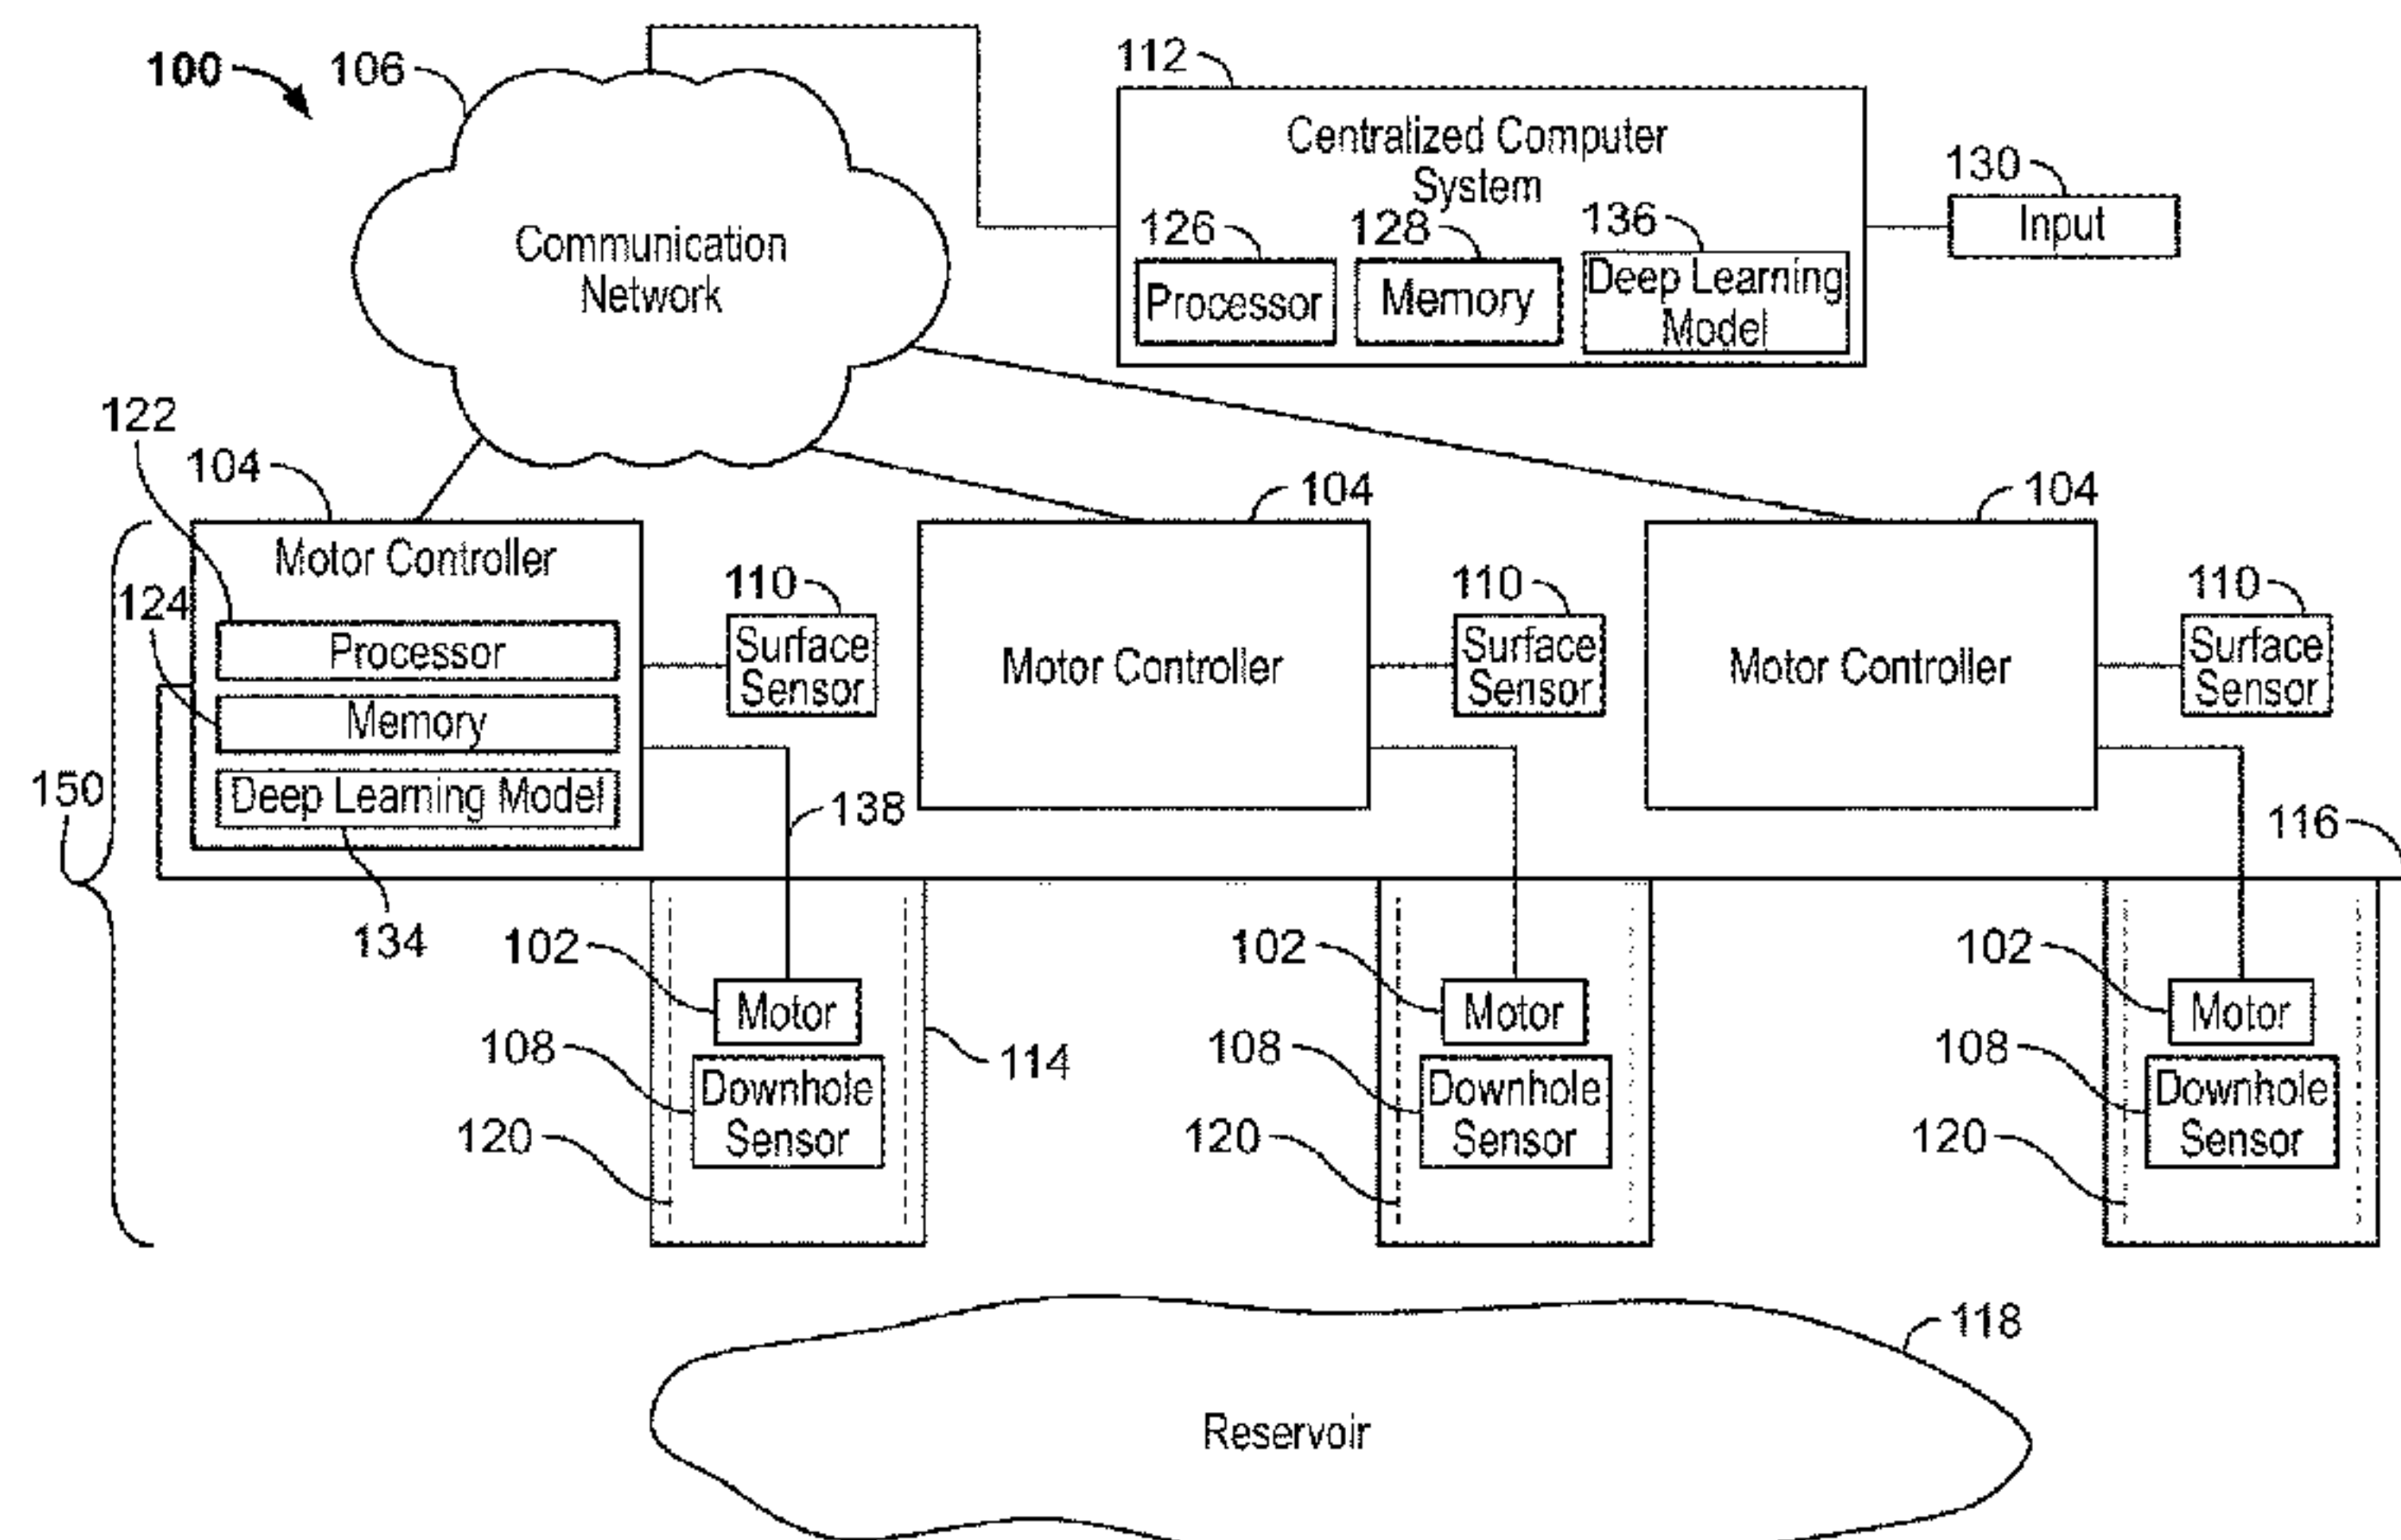 100
106
112
Centralized Computer
System
130
Input
Communication
Network
126
128
136
Processor
Memory
Deep Learning
Model
122
104
104
104
Motor Controller
124
Processor
Memory
Deep Learning Model
110
Surface
Sensor
Motor Controller
110
Surface
Sensor
Motor Controller
110
Surface
Sensor
150
138
116
134
102
Motor
102
Motor
102
Motor
108
Downhole
Sensor
114
108
Downhole
Sensor
108
Downhole
Sensor
120
120
120
118
Reservoir